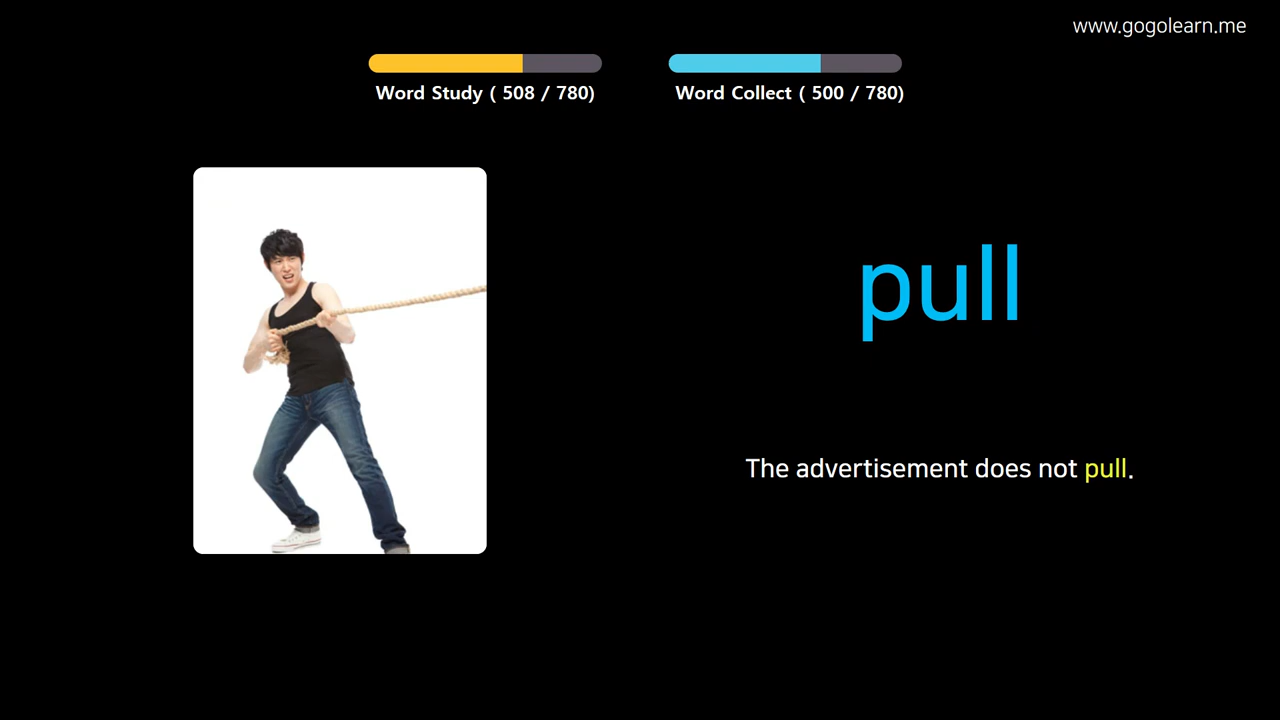 www.gogolearn.me
Word Study ( 508 / 780)
Word Collect ( 500 / 780)
pull
The advertisement does not pull.